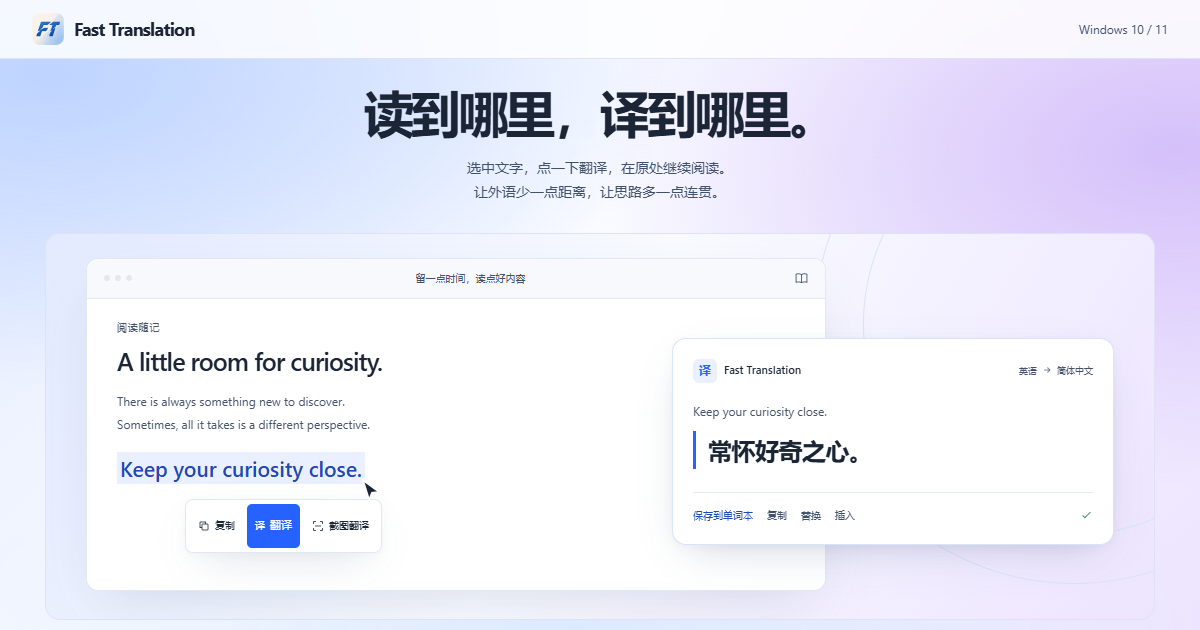 FT Fast Translation
Windows 10 / 11
读到哪里，译到哪里。
选中文字，点一下翻译，在原处继续阅读。
让外语少一点距离，让思路多一点连贯。
留一点时间，读点好内容
阅读随记
A little room for curiosity.
There is always something new to discover.
Sometimes, all it takes is a different perspective.
Keep your curiosity close.
复制 译 翻译 截图翻译
译 Fast Translation 英语 → 简体中文
Keep your curiosity close.
常怀好奇之心。
保存到单词本 复制 替换 插入